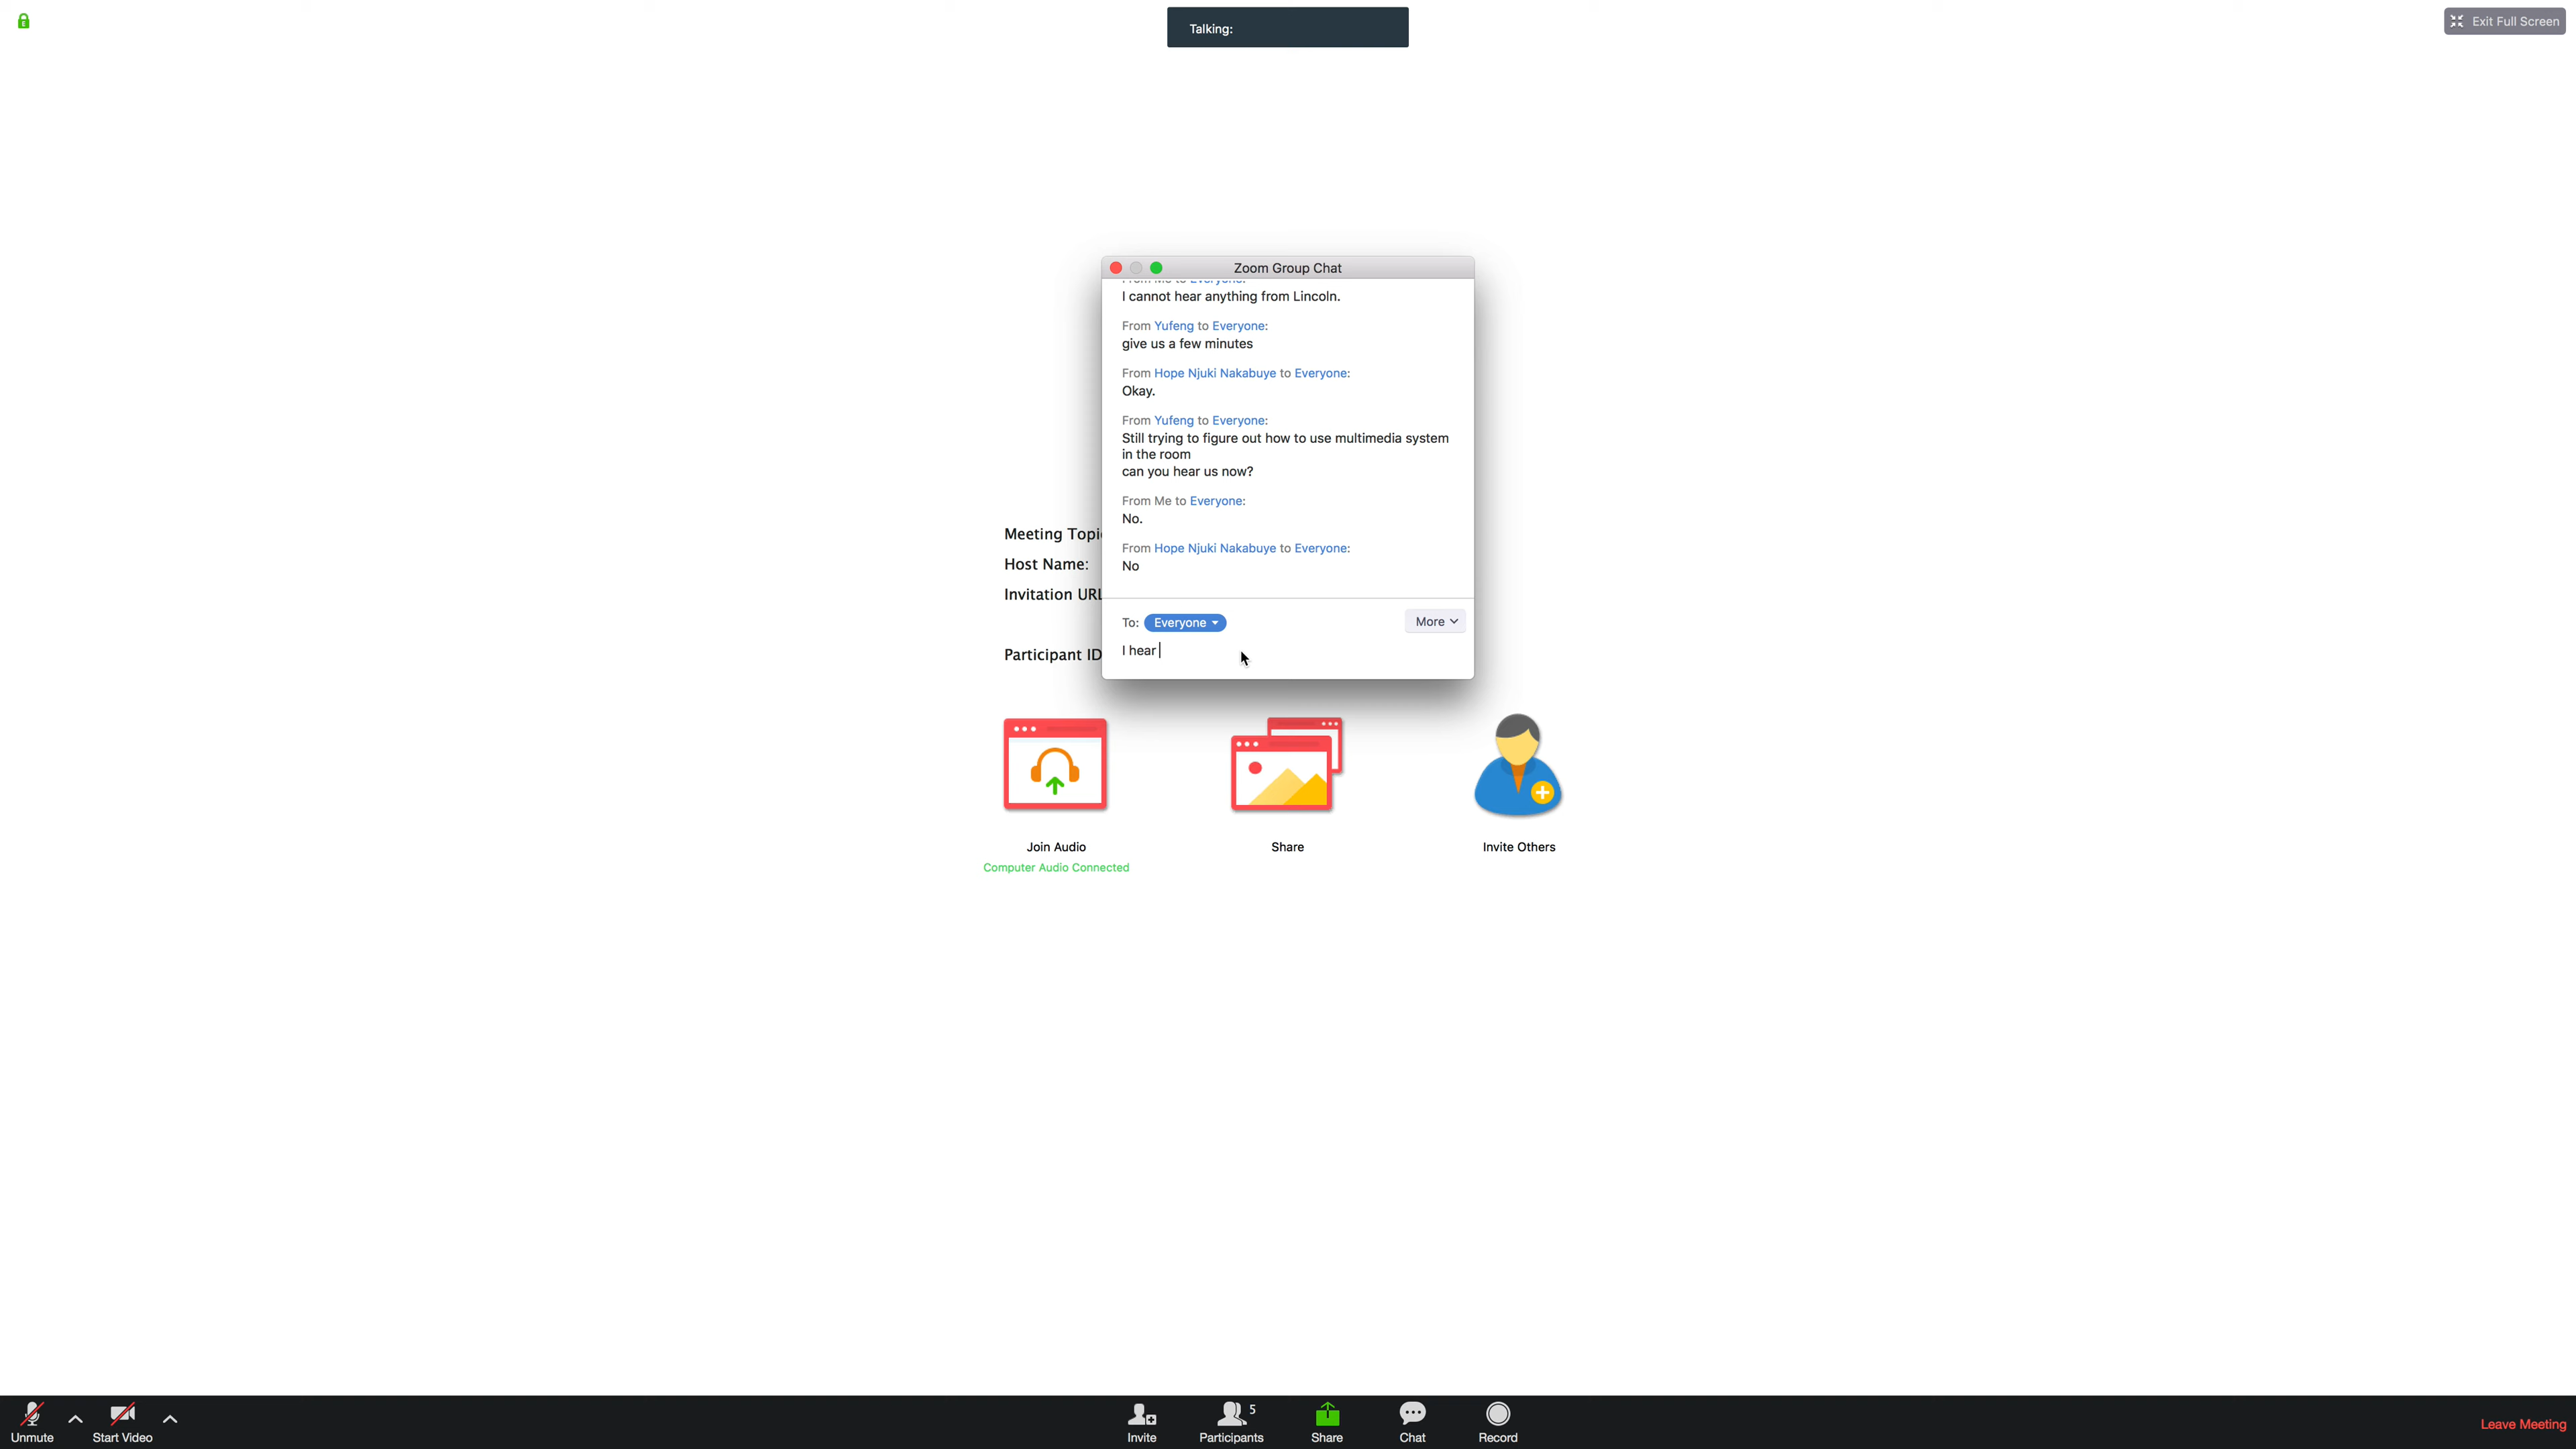 Talking:
Exit Full Screen
Zoom Group Chat
From Me to Everyone:
I cannot hear anything from Lincoln.
From Yufeng to Everyone:
give us a few minutes
From Hope Njuki Nakabuye to Everyone:
Okay.
From Yufeng to Everyone:
Still trying to figure out how to use multimedia system
in the room
can you hear us now?
From Me to Everyone:
No.
From Hope Njuki Nakabuye to Everyone:
No
To: Everyone
More
I hear
Meeting Topi
Host Name:
Invitation URL
Participant ID
Join Audio
Computer Audio Connected
Share
Invite Others
Unmute
Start Video
Invite
Participants 5
Share
Chat
Record
Leave Meeting